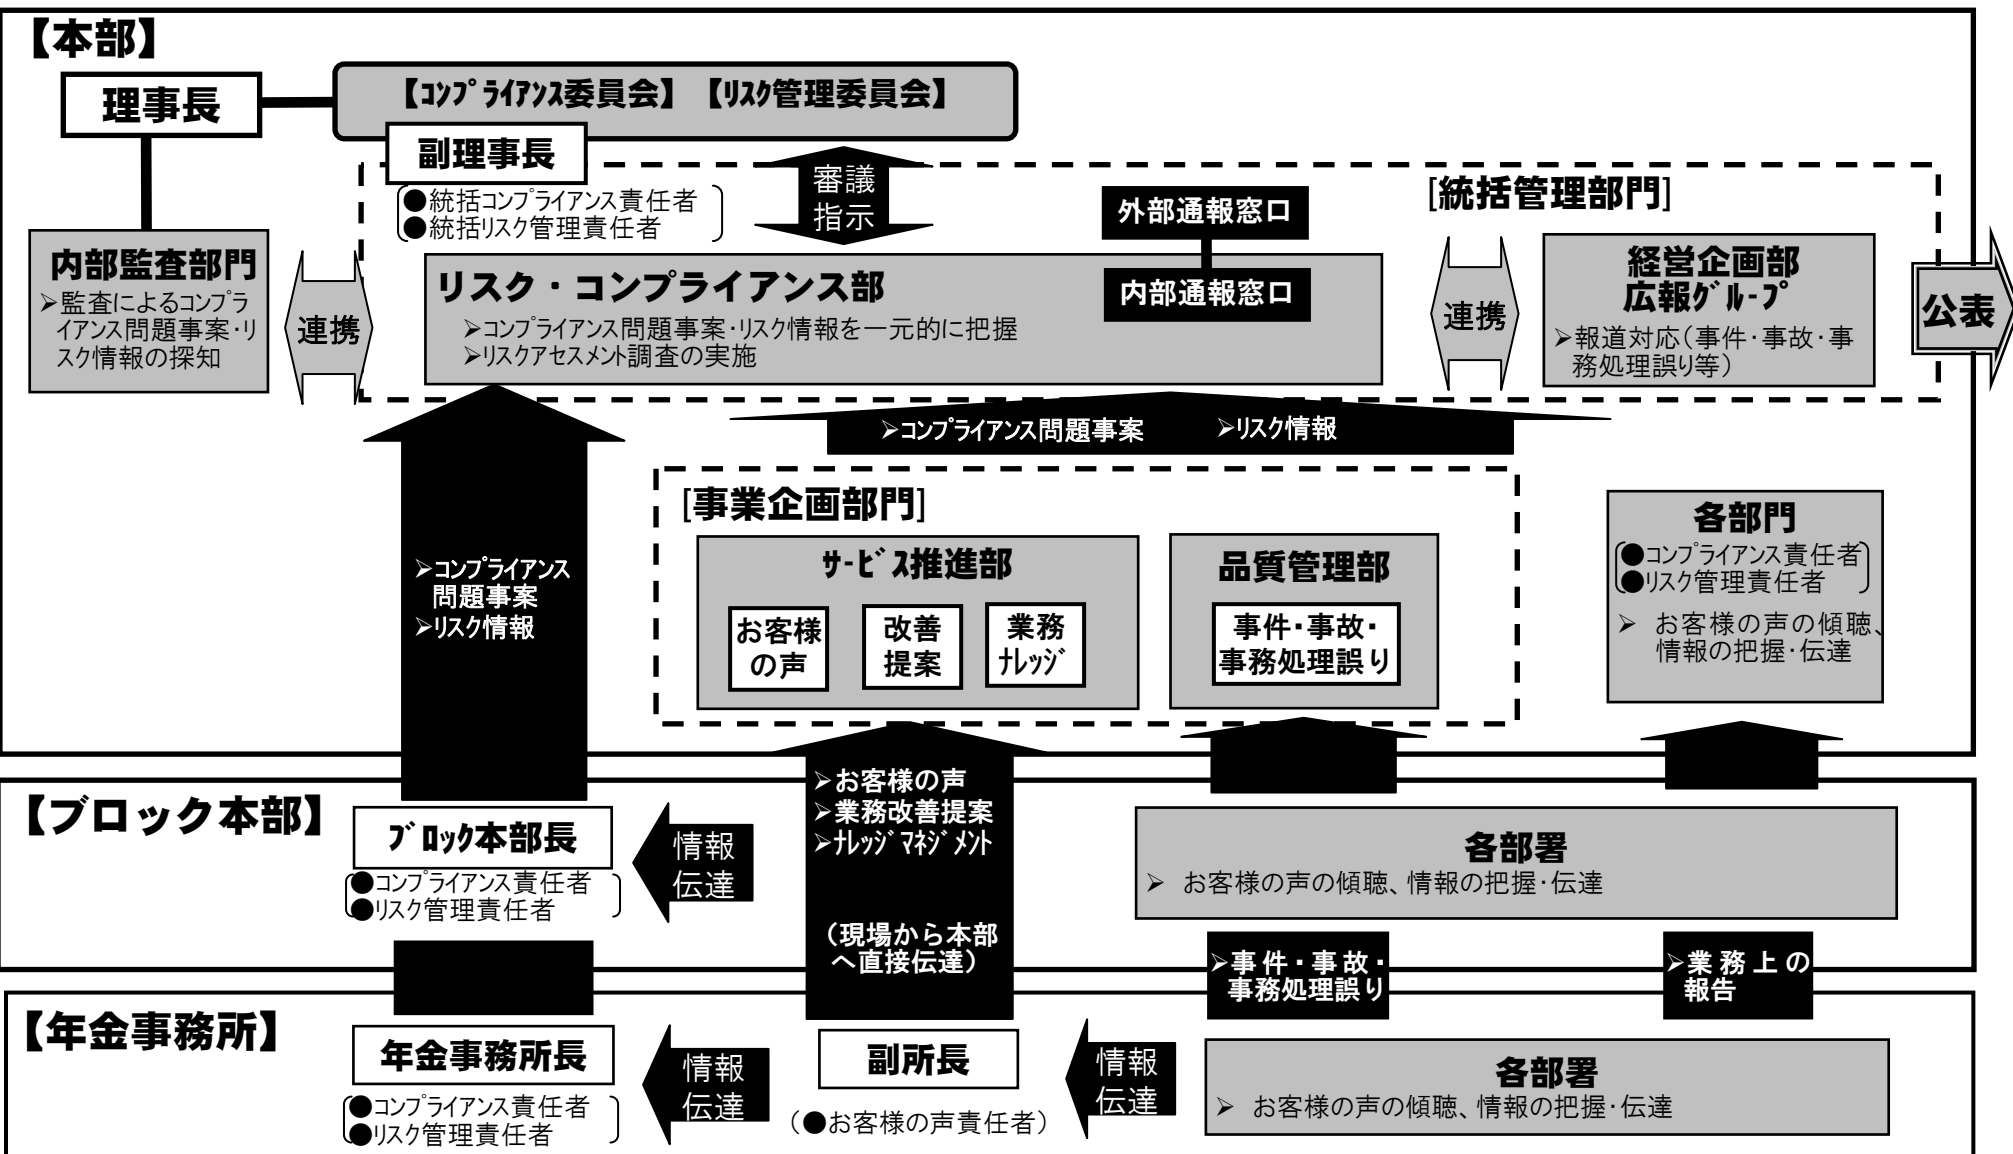 【本部】
理事長
【ｺﾝﾌﾟﾗｲｱﾝｽ委員会】【ﾘｽｸ管理委員会】
副理事長
●統括コンプライアンス責任者
●統括リスク管理責任者
審議
指示
[統括管理部門]
外部通報窓口
内部通報窓口
内部監査部門
➢監査によるコンプラ
イアンス問題事案・リ
スク情報の探知
連携
リスク・コンプライアンス部
➢コンプライアンス問題事案・リスク情報を一元的に把握
➢リスクアセスメント調査の実施
連携
経営企画部
広報ｸﾞﾙｰﾌﾟ
➢報道対応（事件・事故・事
務処理誤り等）
公表
➢コンプライアンス問題事案 ➢リスク情報
➢コンプライアンス
問題事案
➢リスク情報
[事業企画部門]
ｻｰﾋﾞｽ推進部
お客様
の声
改善
提案
業務
ﾅﾚｯｼﾞ
品質管理部
事件・事故・
事務処理誤り
各部門
●コンプライアンス責任者
●リスク管理責任者
➢ お客様の声の傾聴、
情報の把握・伝達
【ブロック本部】
ﾌﾞﾛｯｸ本部長
●コンプライアンス責任者
●リスク管理責任者
情報
伝達
➢お客様の声
➢業務改善提案
➢ﾅﾚｯｼﾞﾏﾈｼﾞﾒﾝﾄ
（現場から本部
へ直接伝達）
各部署
➢ お客様の声の傾聴、情報の把握・伝達
➢事件・事故・
事務処理誤り
➢業務上の
報告
【年金事務所】
年金事務所長
●コンプライアンス責任者
●リスク管理責任者
情報
伝達
副所長
（●お客様の声責任者）
情報
伝達
各部署
➢ お客様の声の傾聴、情報の把握・伝達